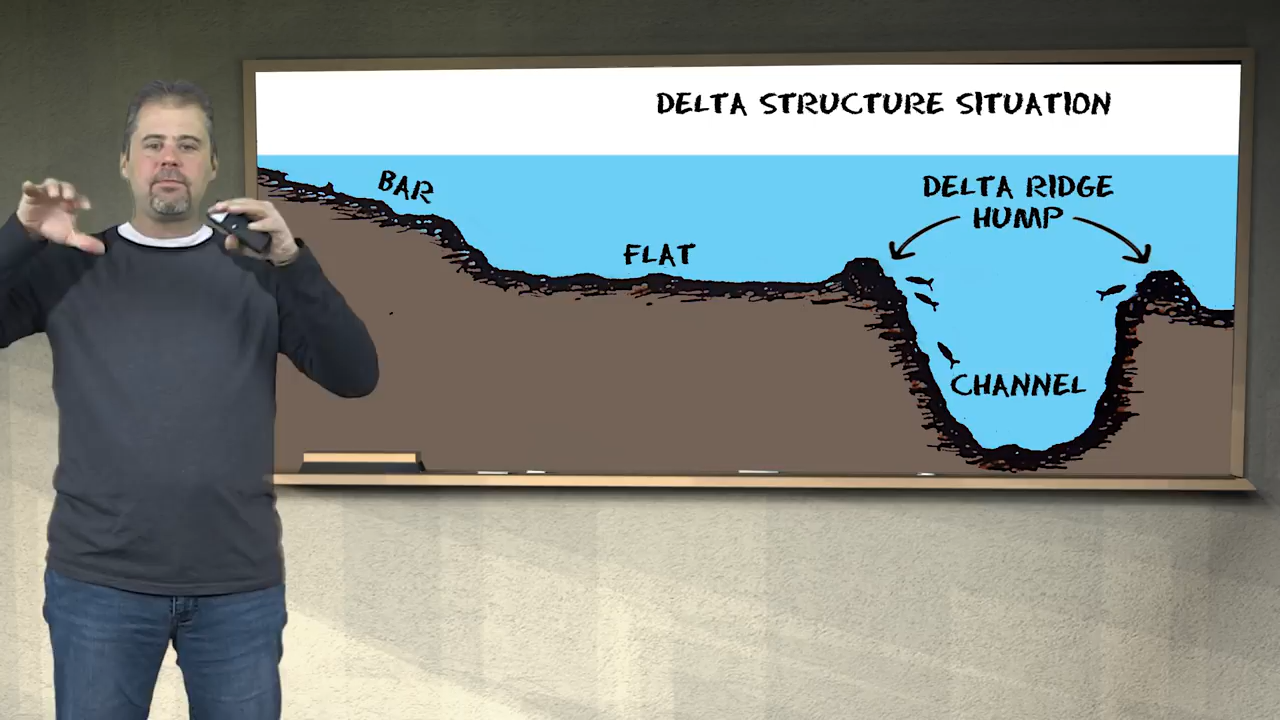 DELTA STRUCTURE SITUATION
BAR
DELTA RIDGE
HUMP
FLAT
CHANNEL